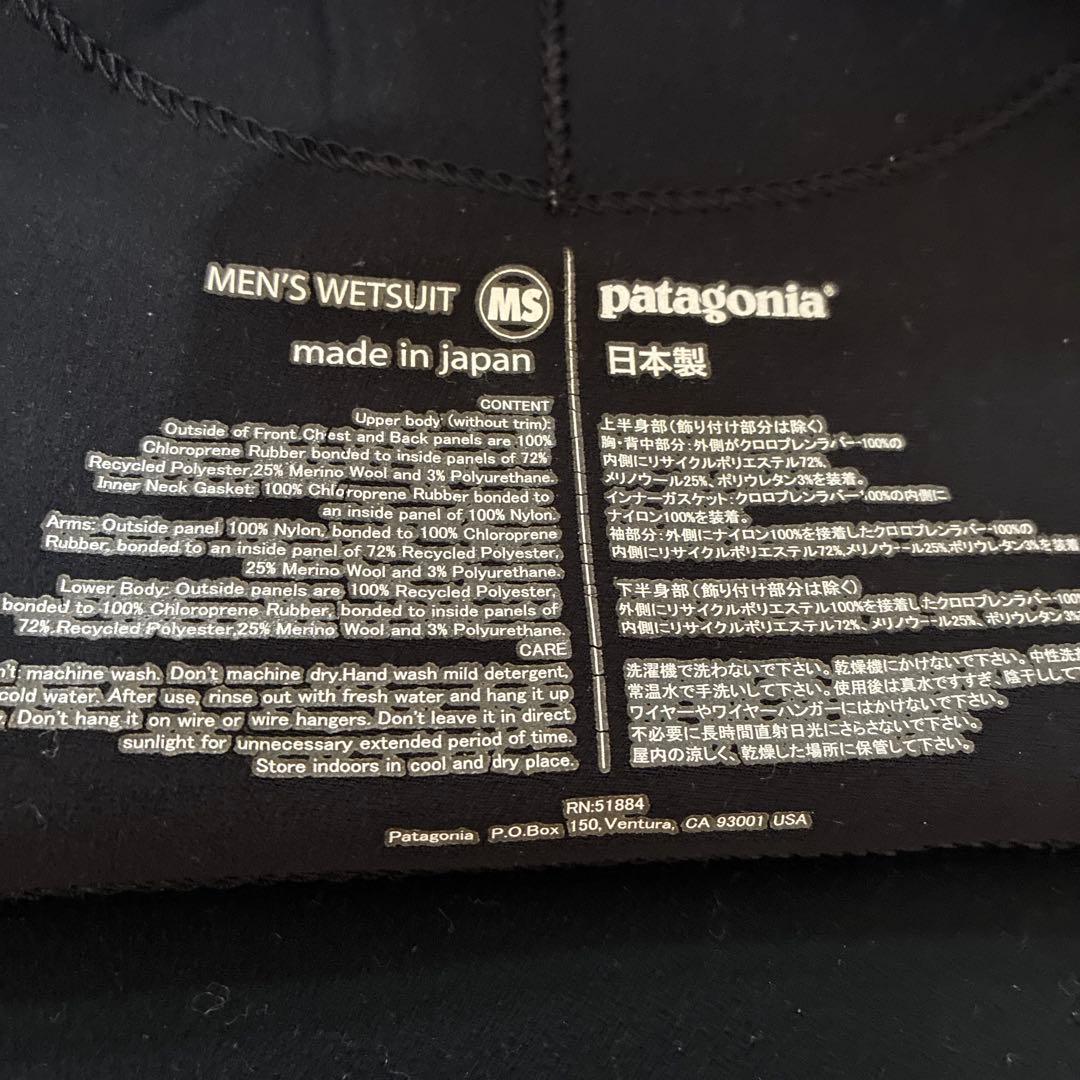 MEN'S WETSUIT MS
made in japan
CONTENT
Upper body (without trim):
Outside of Front Chest and Back panels are 100%
Chloroprene Rubber bonded to inside panels of 72%
Recycled Polyester,25% Merino Wool and 3% Polyurethane.
Inner Neck Gasket: 100% Chloroprene Rubber bonded to
an inside panel of 100% Nylon.
Arms: Outside panel 100% Nylon, bonded to 100% Chloroprene
Rubber, bonded to an inside panel of 72% Recycled Polyester,
25% Merino Wool and 3% Polyurethane.
Lower Body: Outside panels are 100% Recycled Polyester,
bonded to 100% Chloroprene Rubber, bonded to inside panels of
72% Recycled Polyester,25% Merino Wool and 3% Polyurethane.
CARE
machine wash. Don't machine dry.Hand wash mild detergent,
cold water. After use, rinse out with fresh water and hang it up
Don't hang it on wire or wire hangers. Don't leave it in direct
sunlight for unnecessary extended period of time.
Store indoors in cool and dry place.
patagonia®
日本製
上半身部(飾り付け部分は除く)
胸・背中部分:外側がクロロプレンラバー100%の
内側にリサイクルポリエステル72%、
メリノウール25%、ポリウレタン3%を装着。
インナーガスケット:クロロプレンラバー100%の内側に
ナイロン100%を装着。
袖部分:外側にナイロン100%を接着したクロロプレンラバー100%の
内側にリサイクルポリエステル72%、メリノウール25%、ポリウレタン3%を装着
下半身部(飾り付け部分は除く)
外側にリサイクルポリエステル100%を接着したクロロプレンラバー100%
内側にリサイクルポリエステル72%、メリノウール25%、ポリウレタン3%
洗濯機で洗わないで下さい。乾燥機にかけないで下さい。中性洗
常温水で手洗いして下さい。使用後は真水ですすぎ、陰干しして下
ワイヤーやワイヤーハンガーにはかけないで下さい。
不必要に長時間直射日光にさらさないで下さい。
屋内の涼しく、乾燥した場所に保管して下さい。
RN:51884
Patagonia P.O.Box 150, Ventura, CA 93001 USA